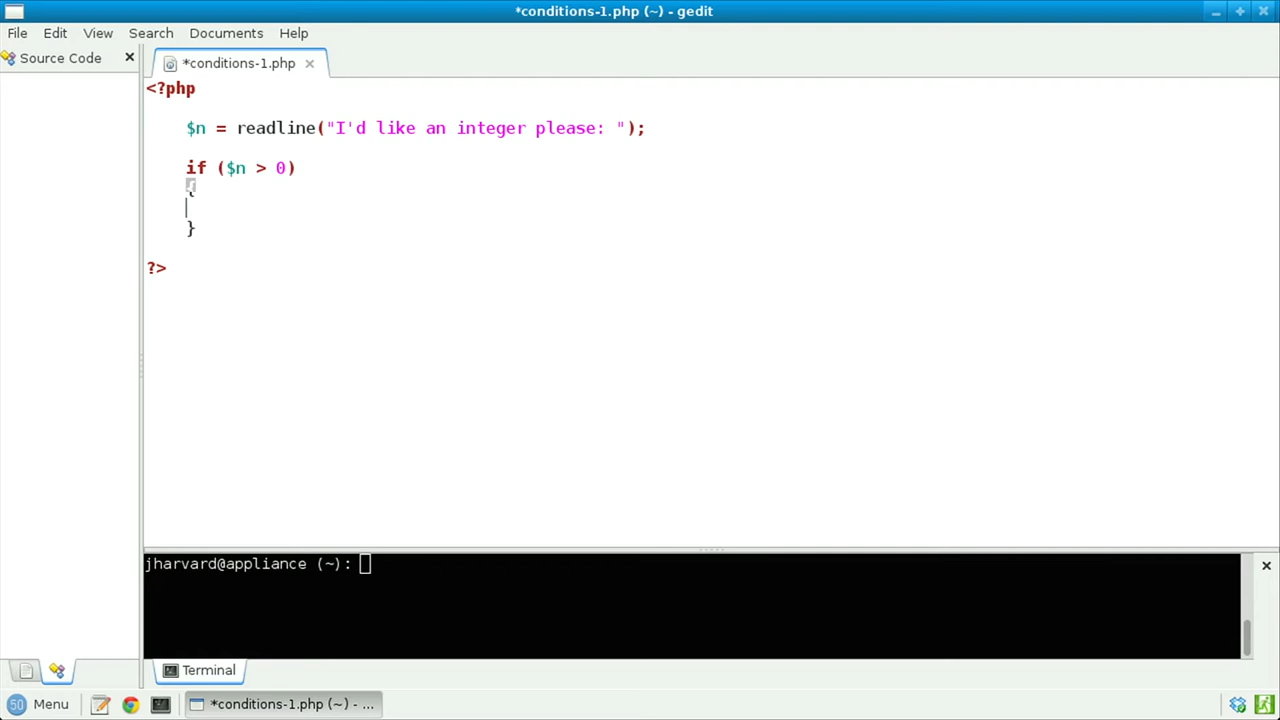 *conditions-1.php (~) - gedit
File Edit View Search Documents Help
Source Code
*conditions-1.php
<?php
$n = readline("I'd like an integer please: ");
if ($n > 0)
{
}
?>
jharvard@appliance (~):
Terminal
50 Menu *conditions-1.php (~) - ...